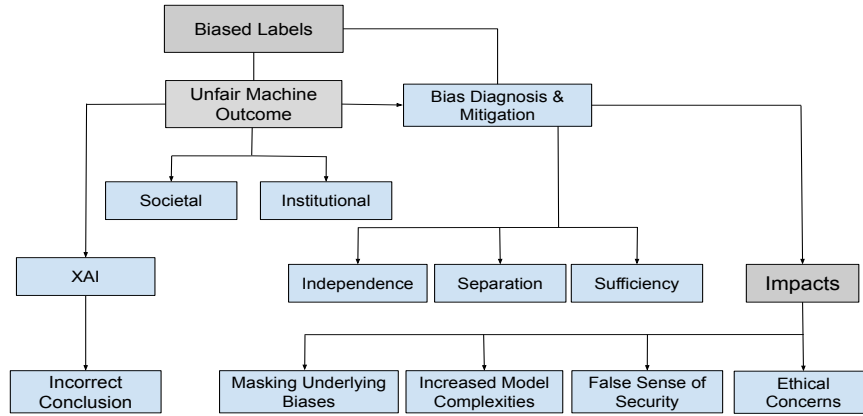 Biased Labels
Unfair Machine
Outcome
Bias Diagnosis &
Mitigation
Societal
Institutional
XAI
Independence
Separation
Sufficiency
Impacts
Incorrect
Conclusion
Masking Underlying
Biases
Increased Model
Complexities
False Sense of
Security
Ethical
Concerns